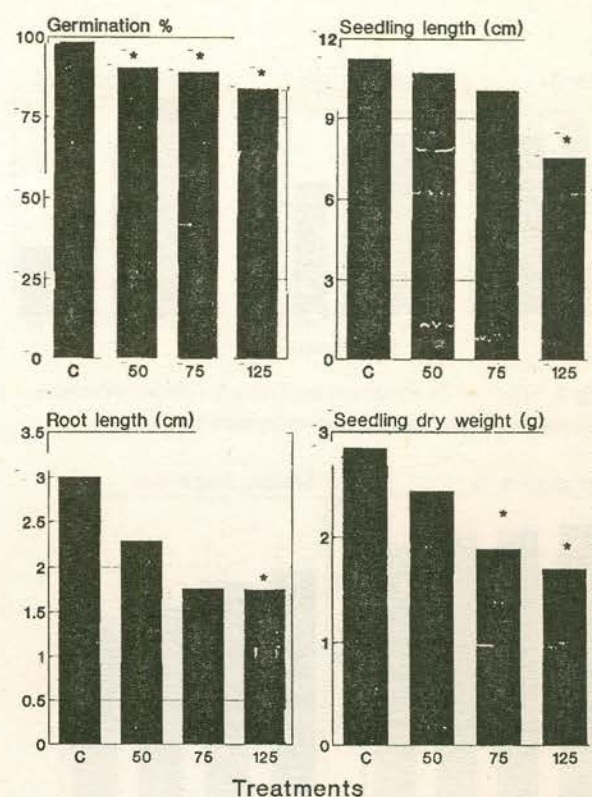 Germination %
100
75
50
25
0
* * *
C 50 75 125
Seedling length (cm)
12
9
6
3
0
*
C 50 75 125
Root length (cm)
3.5
3
2.5
2
1.5
1
0.5
0
*
C 50 75 125
Seedling dry weight (g)
3
2
1
0
* *
C 50 75 125
Treatments